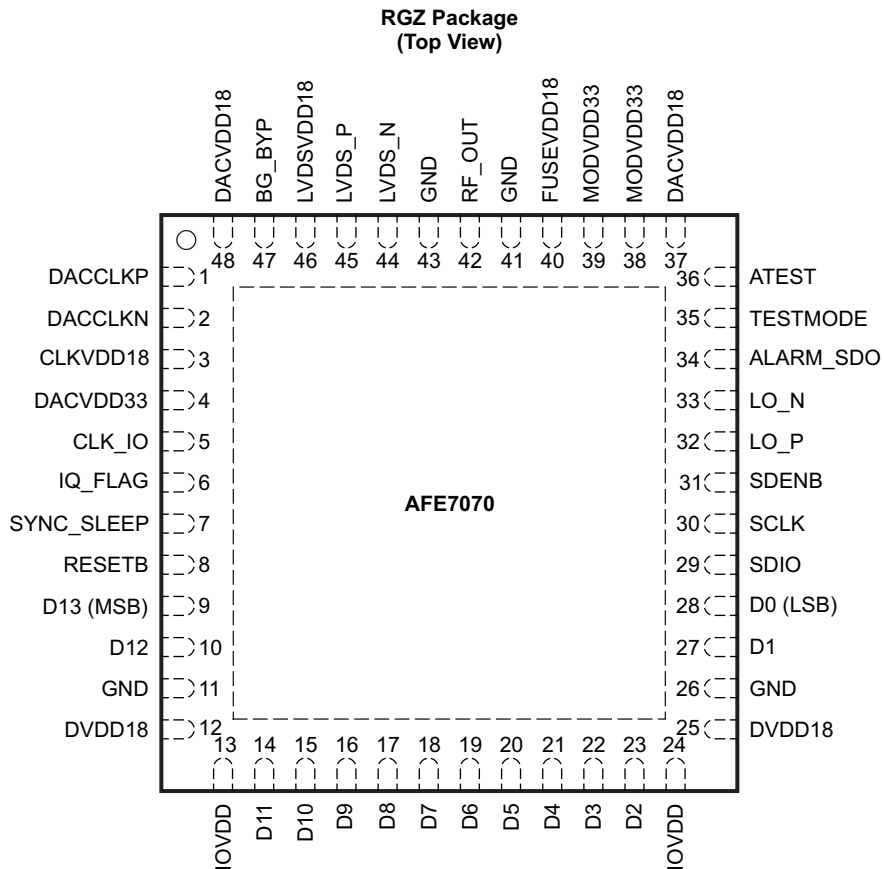 RGZ Package
(Top View)
DACVDD18
BG_BYP
LVDSVDD18
LVDS_P
LVDS_N
GND
RF_OUT
GND
FUSEVDD18
MODVDD33
MODVDD33
DACVDD18
48 47 46 45 44 43 42 41 40 39 38 37
DACCLKP 1
DACCLKN 2
CLKVDD18 3
DACVDD33 4
CLK_IO 5
IQ_FLAG 6
SYNC_SLEEP 7
RESETB 8
D13 (MSB) 9
D12 10
GND 11
DVDD18 12
AFE7070
36 ATEST
35 TESTMODE
34 ALARM_SDO
33 LO_N
32 LO_P
31 SDENB
30 SCLK
29 SDIO
28 D0 (LSB)
27 D1
26 GND
25 DVDD18
13 14 15 16 17 18 19 20 21 22 23 24
IOVDD
D11
D10
D9
D8
D7
D6
D5
D4
D3
D2
IOVDD